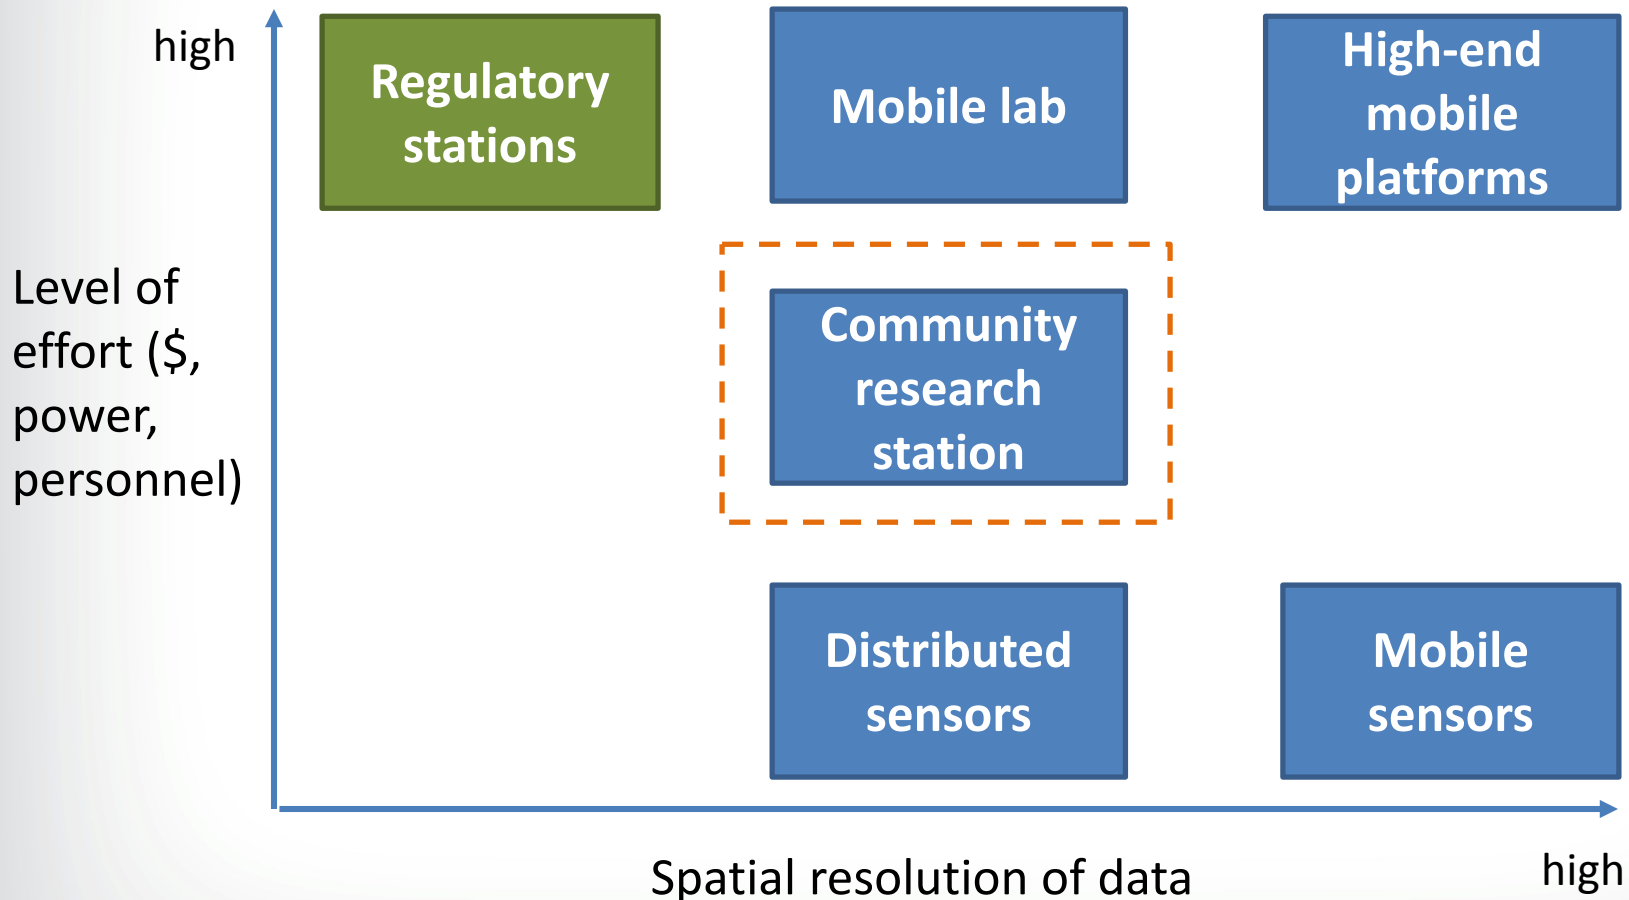 high
Regulatory
stations
Mobile lab
High-end
mobile
platforms
Level of
effort ($,
power,
personnel)
Community
research
station
Distributed
sensors
Mobile
sensors
Spatial resolution of data
high